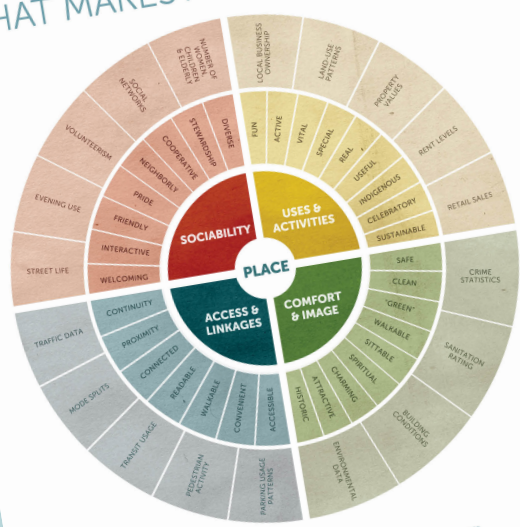 HAT MAKES
NUMBER OF
WOMEN,
CHILDREN
& ELDERLY
SOCIAL
NETWORKS
VOLUNTEERISM
EVENING USE
STREET LIFE
LOCAL BUSINESS
OWNERSHIP
LAND-USE
PATTERNS
PROPERTY
VALUES
RENT LEVELS
RETAIL SALES
DIVERSE
STEWARDSHIP
COOPERATIVE
NEIGHBORLY
PRIDE
FRIENDLY
INTERACTIVE
WELCOMING
FUN
ACTIVE
VITAL
SPECIAL
REAL
USEFUL
INDIGENOUS
CELEBRATORY
SUSTAINABLE
SOCIABILITY
USES &
ACTIVITIES
PLACE
ACCESS &
LINKAGES
COMFORT
& IMAGE
CONTINUITY
PROXIMITY
CONNECTED
READABLE
WALKABLE
CONVENIENT
ACCESSIBLE
SAFE
CLEAN
"GREEN"
WALKABLE
SITTABLE
SPIRITUAL
CHARMING
ATTRACTIVE
HISTORIC
TRAFFIC DATA
MODE SPLITS
TRANSIT USAGE
PEDESTRIAN
ACTIVITY
PARKING USAGE
PATTERNS
CRIME
STATISTICS
SANITATION
RATING
BUILDING
CONDITIONS
ENVIRONMENTAL
DATA